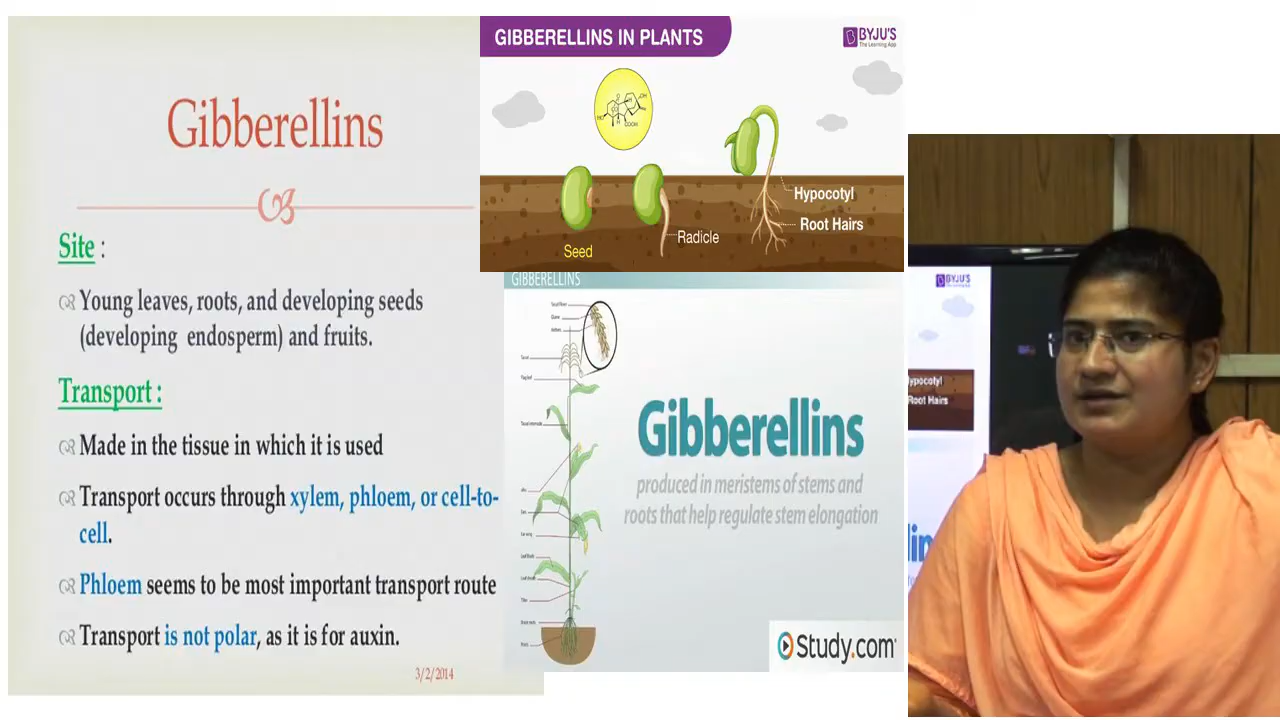 Gibberellins
Site :
Young leaves, roots, and developing seeds
(developing endosperm) and fruits.
Transport :
Made in the tissue in which it is used
Transport occurs through xylem, phloem, or cell-to-
cell.
Phloem seems to be most important transport route
Transport is not polar, as it is for auxin.
3/2/2014
GIBBERELLINS IN PLANTS
BYJU'S
The Learning App
HO
O
OH
H
COOH
Hypocotyl
Root Hairs
Radicle
Seed
GIBBERELLINS
Gibberellins
produced in meristems of stems and
roots that help regulate stem elongation
Study.com
BYJU'S
Hypocotyl
Root Hairs